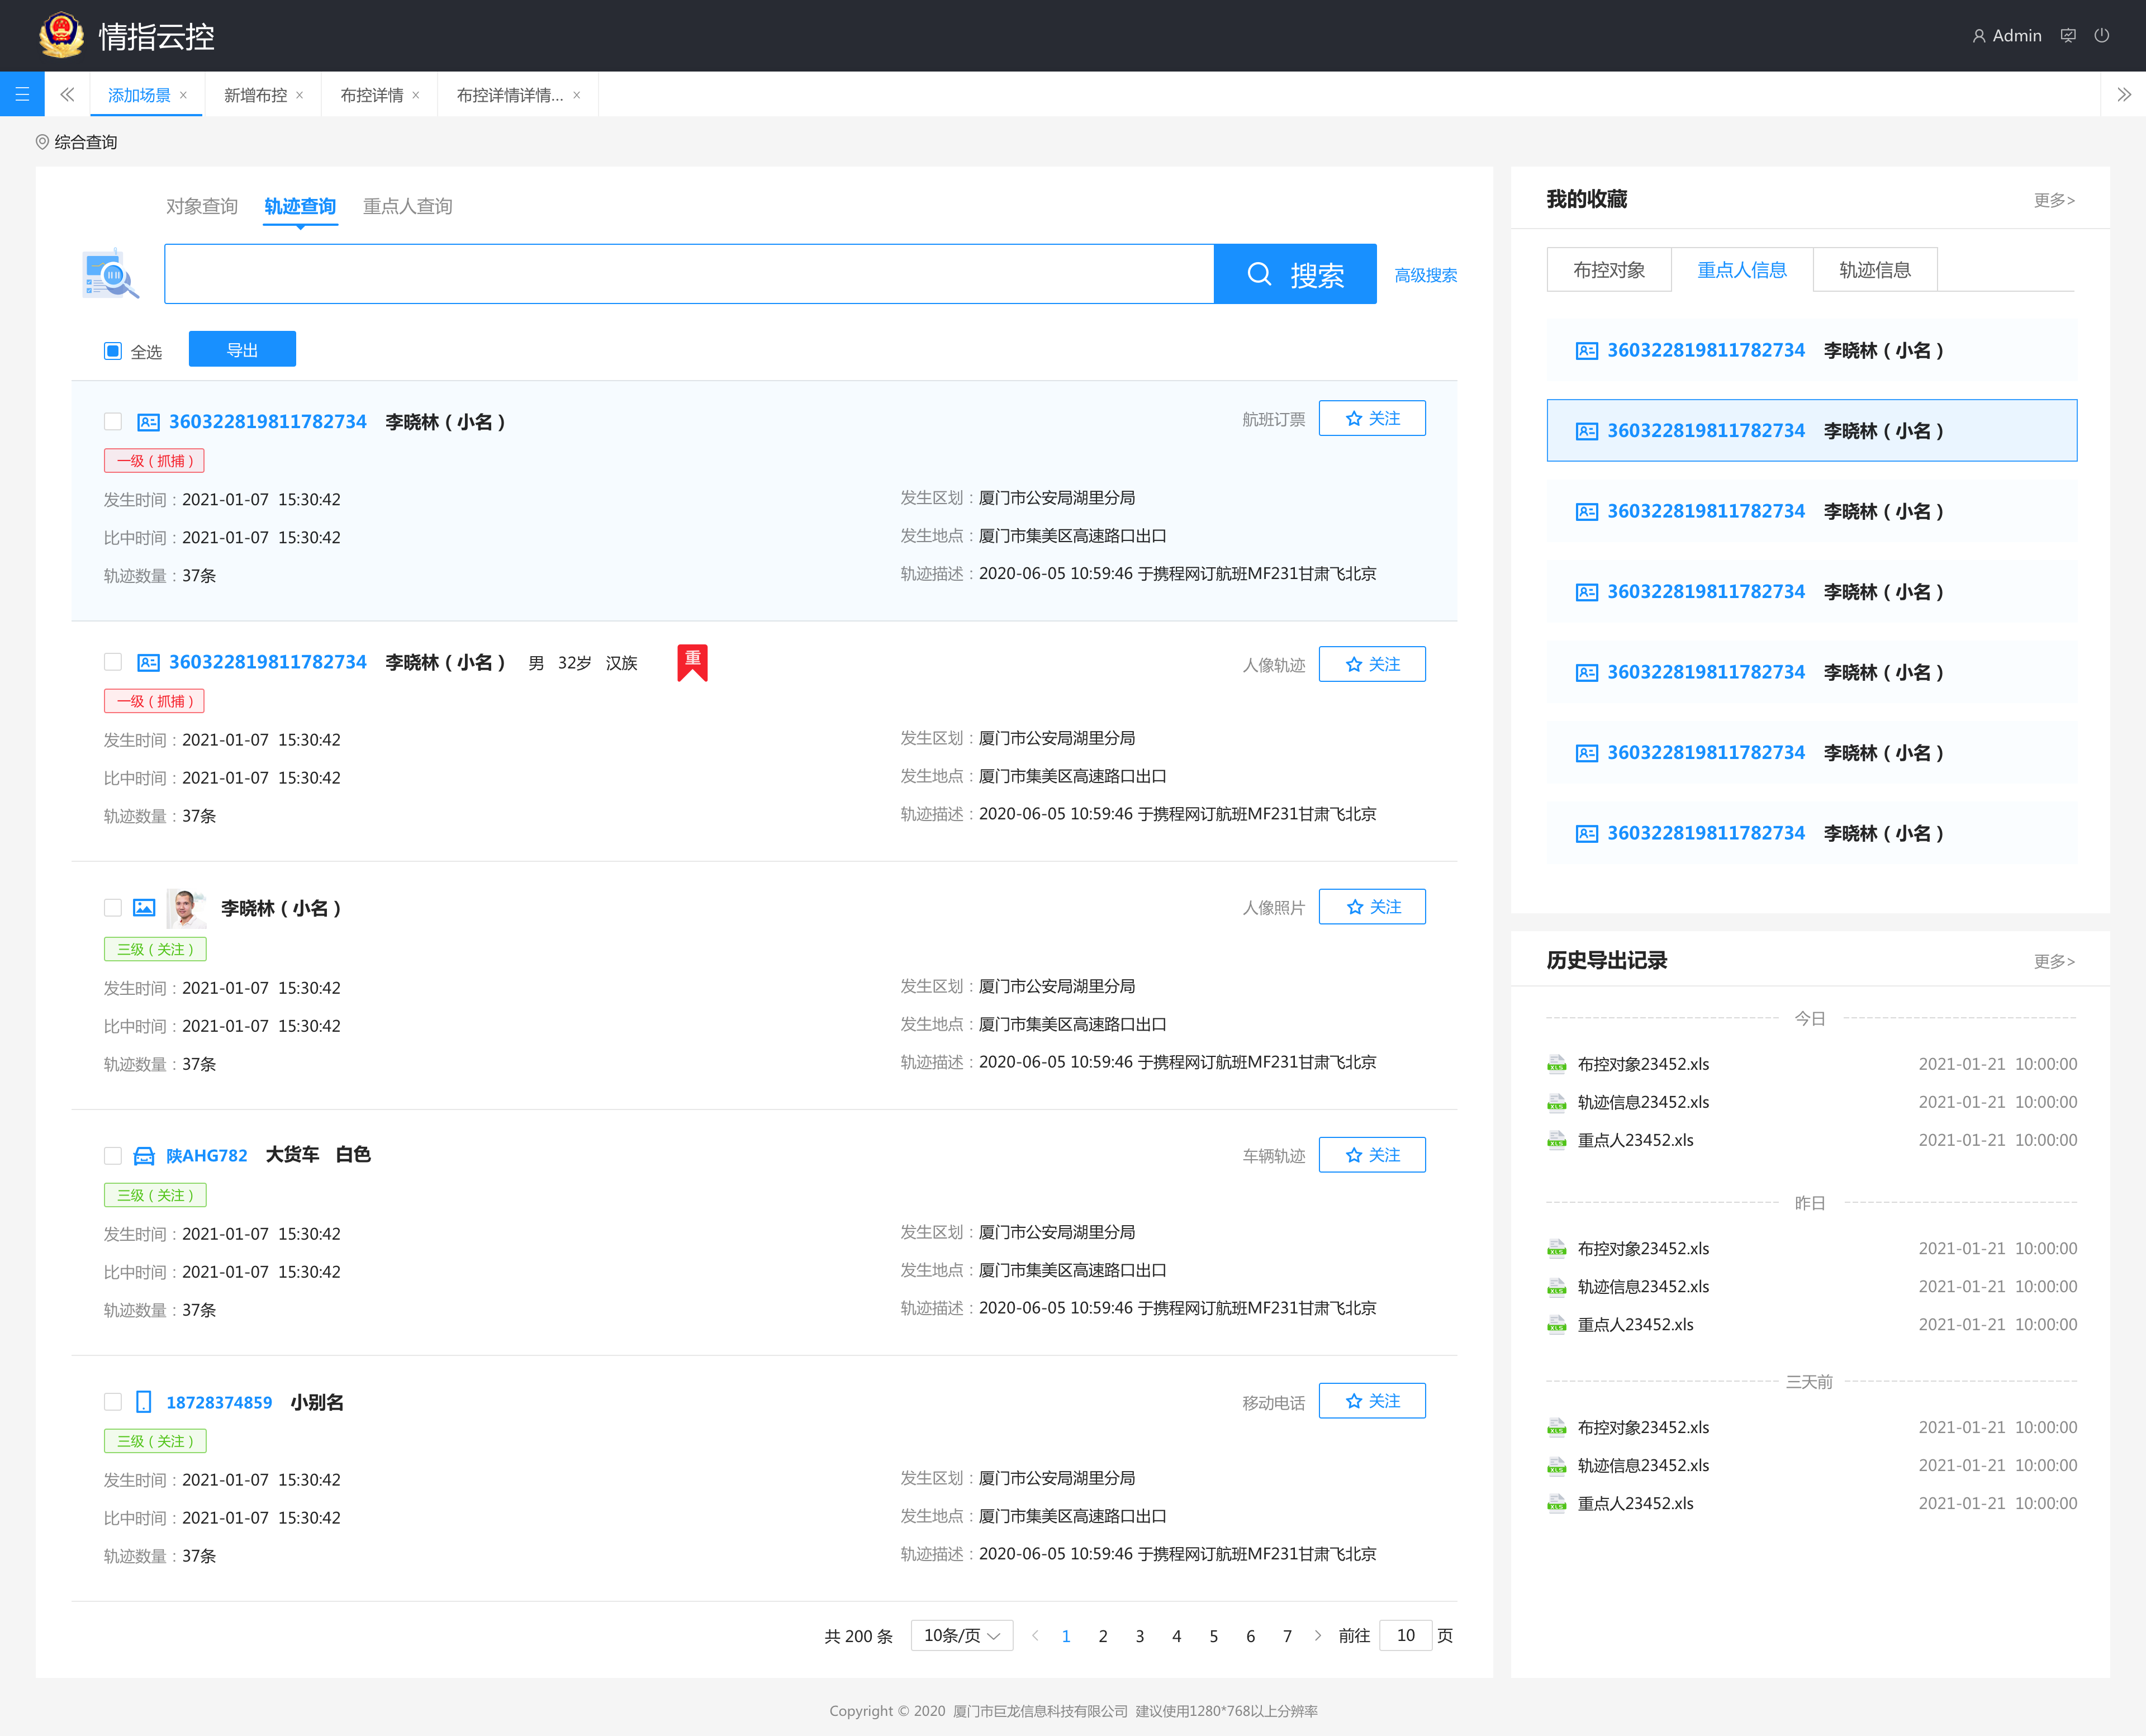 情指云控
Admin
添加场景 × 新增布控 × 布控详情 × 布控详情详情... ×
综合查询
对象查询 轨迹查询 重点人查询
搜索 高级搜索
全选 导出
360322819811782734 李晓林（小名） 航班订票 关注
一级（抓捕）
发生时间：2021-01-07 15:30:42 发生区划：厦门市公安局湖里分局
比中时间：2021-01-07 15:30:42 发生地点：厦门市集美区高速路口出口
轨迹数量：37条 轨迹描述：2020-06-05 10:59:46 于携程网订航班MF231甘肃飞北京
360322819811782734 李晓林（小名） 男 32岁 汉族 重 人像轨迹 关注
一级（抓捕）
发生时间：2021-01-07 15:30:42 发生区划：厦门市公安局湖里分局
比中时间：2021-01-07 15:30:42 发生地点：厦门市集美区高速路口出口
轨迹数量：37条 轨迹描述：2020-06-05 10:59:46 于携程网订航班MF231甘肃飞北京
李晓林（小名） 人像照片 关注
三级（关注）
发生时间：2021-01-07 15:30:42 发生区划：厦门市公安局湖里分局
比中时间：2021-01-07 15:30:42 发生地点：厦门市集美区高速路口出口
轨迹数量：37条 轨迹描述：2020-06-05 10:59:46 于携程网订航班MF231甘肃飞北京
陕AHG782 大货车 白色 车辆轨迹 关注
三级（关注）
发生时间：2021-01-07 15:30:42 发生区划：厦门市公安局湖里分局
比中时间：2021-01-07 15:30:42 发生地点：厦门市集美区高速路口出口
轨迹数量：37条 轨迹描述：2020-06-05 10:59:46 于携程网订航班MF231甘肃飞北京
18728374859 小别名 移动电话 关注
三级（关注）
发生时间：2021-01-07 15:30:42 发生区划：厦门市公安局湖里分局
比中时间：2021-01-07 15:30:42 发生地点：厦门市集美区高速路口出口
轨迹数量：37条 轨迹描述：2020-06-05 10:59:46 于携程网订航班MF231甘肃飞北京
共 200 条 10条/页 1 2 3 4 5 6 7 前往 10 页
我的收藏 更多>
布控对象 重点人信息 轨迹信息
360322819811782734 李晓林（小名）
360322819811782734 李晓林（小名）
360322819811782734 李晓林（小名）
360322819811782734 李晓林（小名）
360322819811782734 李晓林（小名）
360322819811782734 李晓林（小名）
360322819811782734 李晓林（小名）
历史导出记录 更多>
今日
XLS 布控对象23452.xls 2021-01-21 10:00:00
XLS 轨迹信息23452.xls 2021-01-21 10:00:00
XLS 重点人23452.xls 2021-01-21 10:00:00
昨日
XLS 布控对象23452.xls 2021-01-21 10:00:00
XLS 轨迹信息23452.xls 2021-01-21 10:00:00
XLS 重点人23452.xls 2021-01-21 10:00:00
三天前
XLS 布控对象23452.xls 2021-01-21 10:00:00
XLS 轨迹信息23452.xls 2021-01-21 10:00:00
XLS 重点人23452.xls 2021-01-21 10:00:00
Copyright © 2020 厦门市巨龙信息科技有限公司 建议使用1280*768以上分辨率